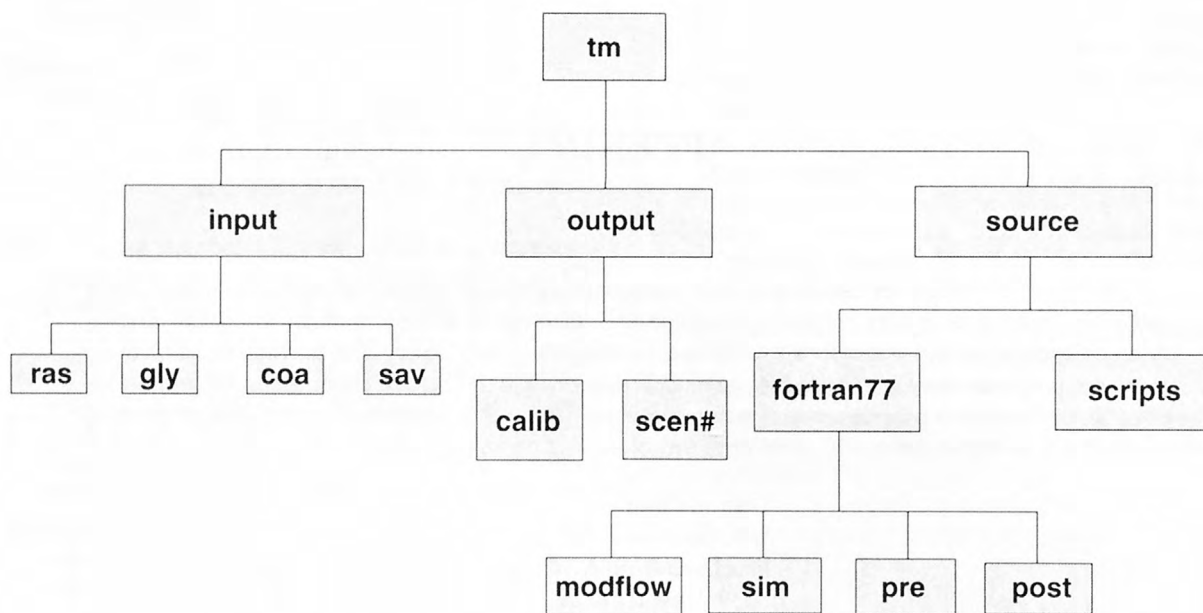 tm
input
output
source
ras
gly
coa
sav
calib
scen#
fortran77
scripts
modflow
sim
pre
post